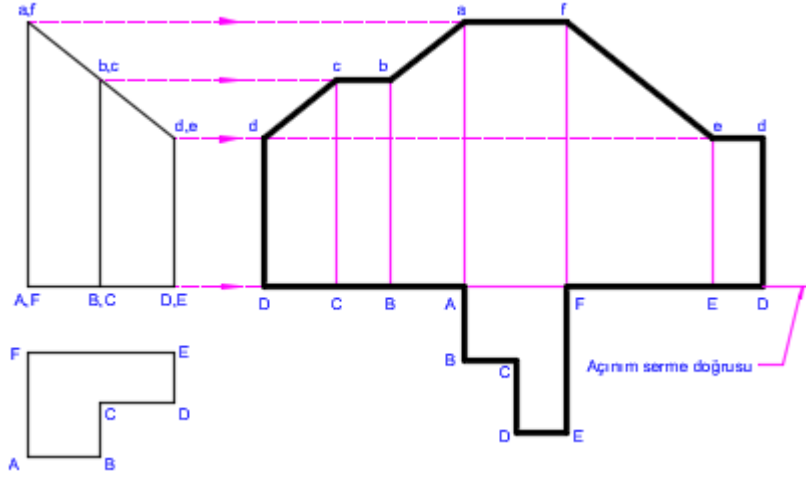 a,f
a f
b,c
c b
d,e
d
e d
A,F B,C D,E
D C B A F E D
F E
B
C
Açınım serme doğrusu
C D
D E
A B